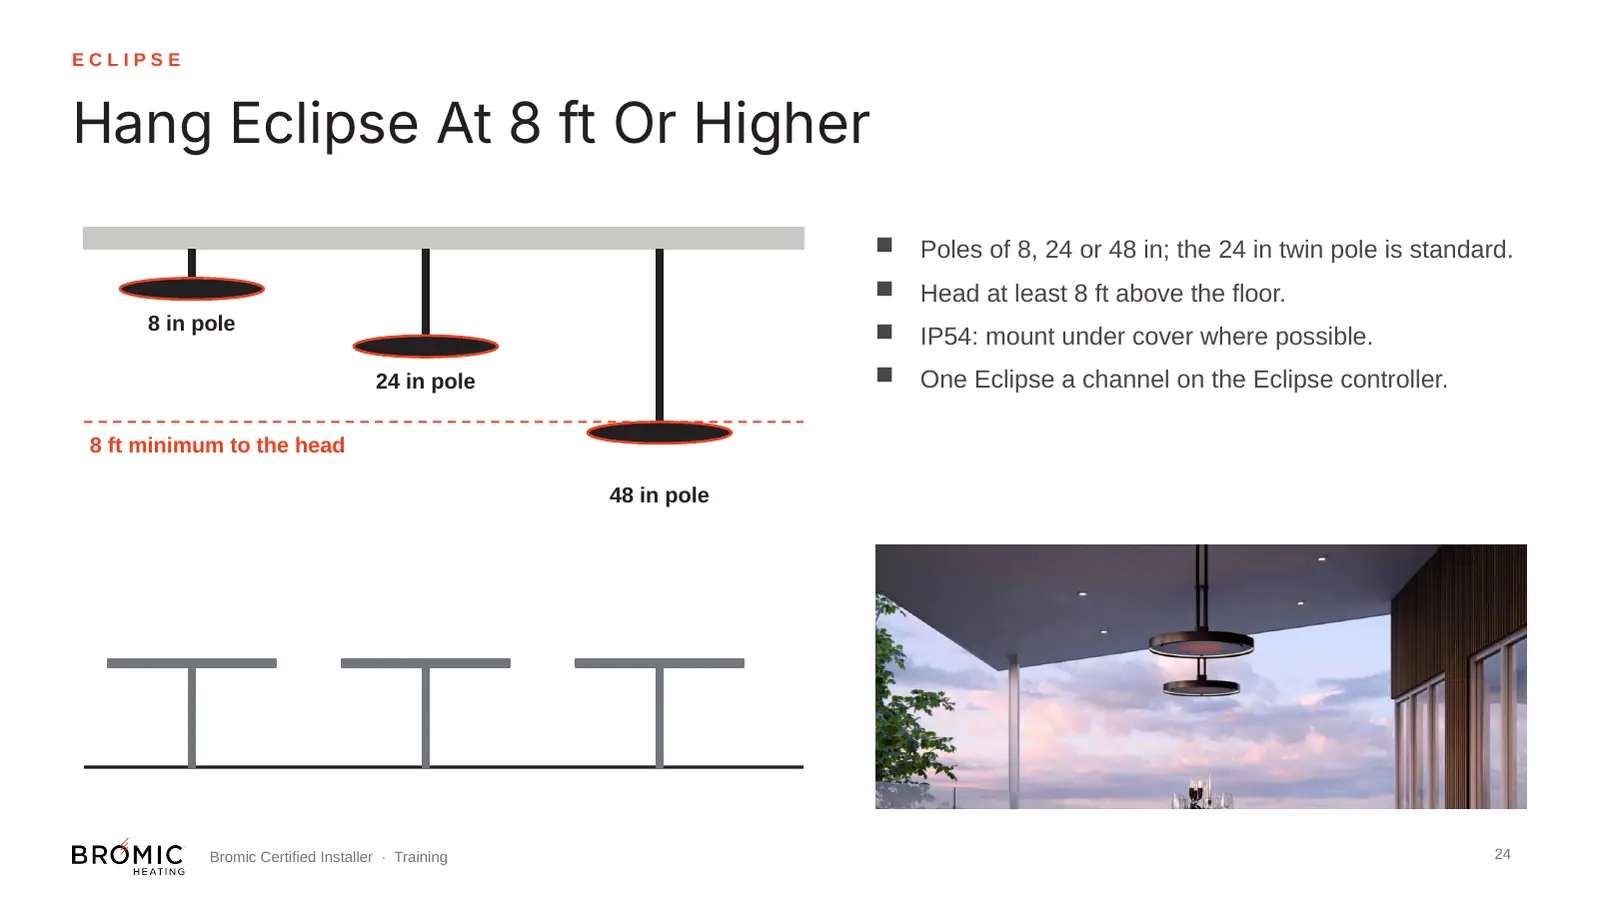 ECLIPSE
Hang Eclipse At 8 ft Or Higher
8 in pole
24 in pole
8 ft minimum to the head
48 in pole
Poles of 8, 24 or 48 in; the 24 in twin pole is standard.
Head at least 8 ft above the floor.
IP54: mount under cover where possible.
One Eclipse a channel on the Eclipse controller.
BROMIC
HEATING
Bromic Certified Installer · Training
24